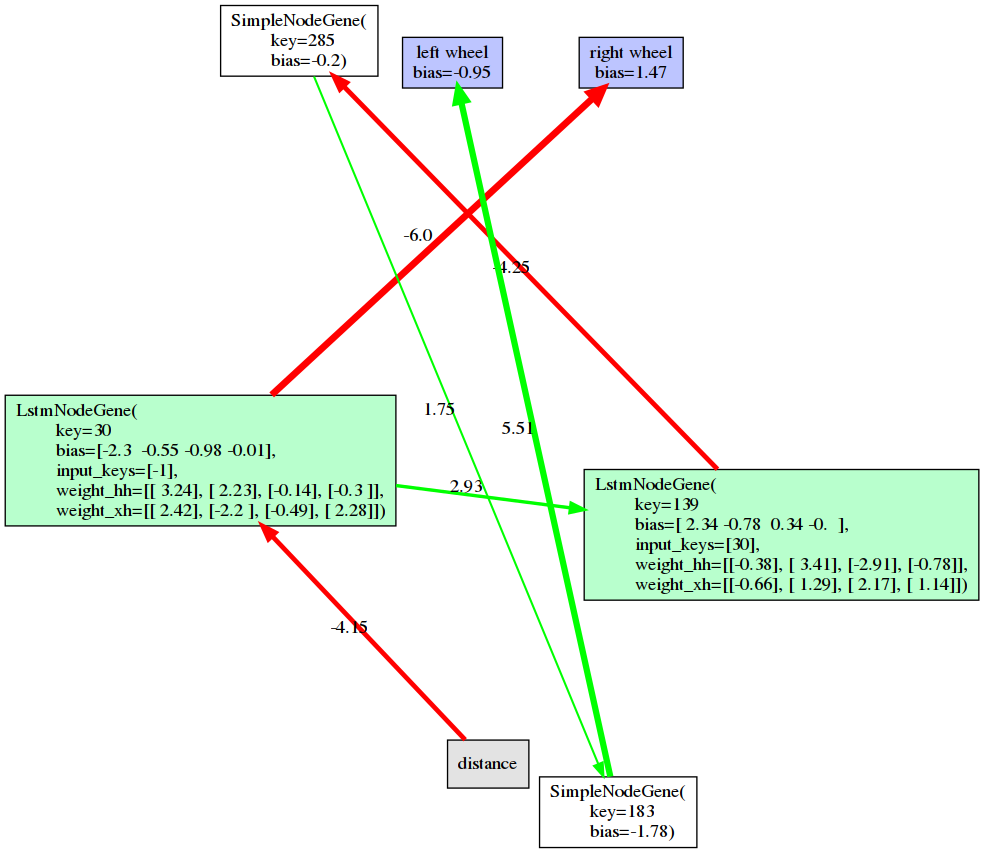 SimpleNodeGene(
key=285
bias=-0.2)
left wheel
bias=-0.95
right wheel
bias=1.47
-6.0
-4.25
1.75
5.51
LstmNodeGene(
key=30
bias=[-2.3 -0.55 -0.98 -0.01],
input_keys=[-1],
weight_hh=[[ 3.24], [ 2.23], [-0.14], [-0.3 ]],
weight_xh=[[ 2.42], [-2.2 ], [-0.49], [ 2.28]])
2.93
LstmNodeGene(
key=139
bias=[ 2.34 -0.78 0.34 -0. ],
input_keys=[30],
weight_hh=[[-0.38], [ 3.41], [-2.91], [-0.78]],
weight_xh=[[-0.66], [ 1.29], [ 2.17], [ 1.14]])
-4.15
distance
SimpleNodeGene(
key=183
bias=-1.78)